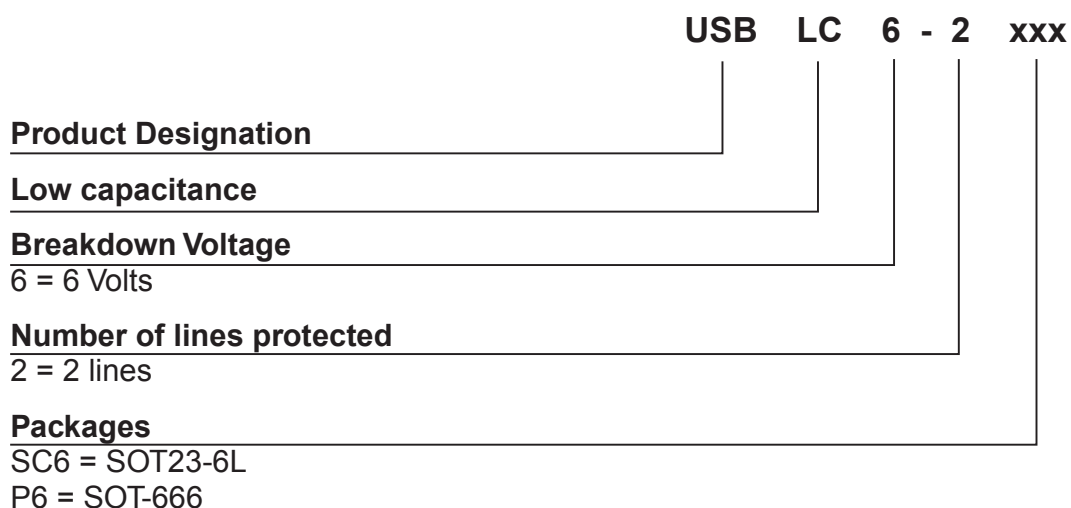 USB LC 6 - 2 xxx
Product Designation
Low capacitance
Breakdown Voltage
6 = 6 Volts
Number of lines protected
2 = 2 lines
Packages
SC6 = SOT23-6L
P6 = SOT-666